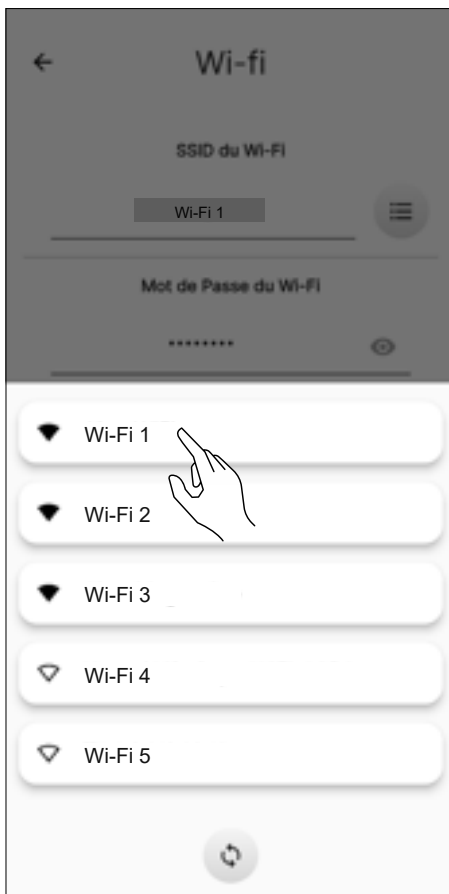 Wi-fi
SSID du Wi-Fi
Wi-Fi 1
Mot de Passe du Wi-Fi
••••••••
Wi-Fi 1
Wi-Fi 2
Wi-Fi 3
Wi-Fi 4
Wi-Fi 5